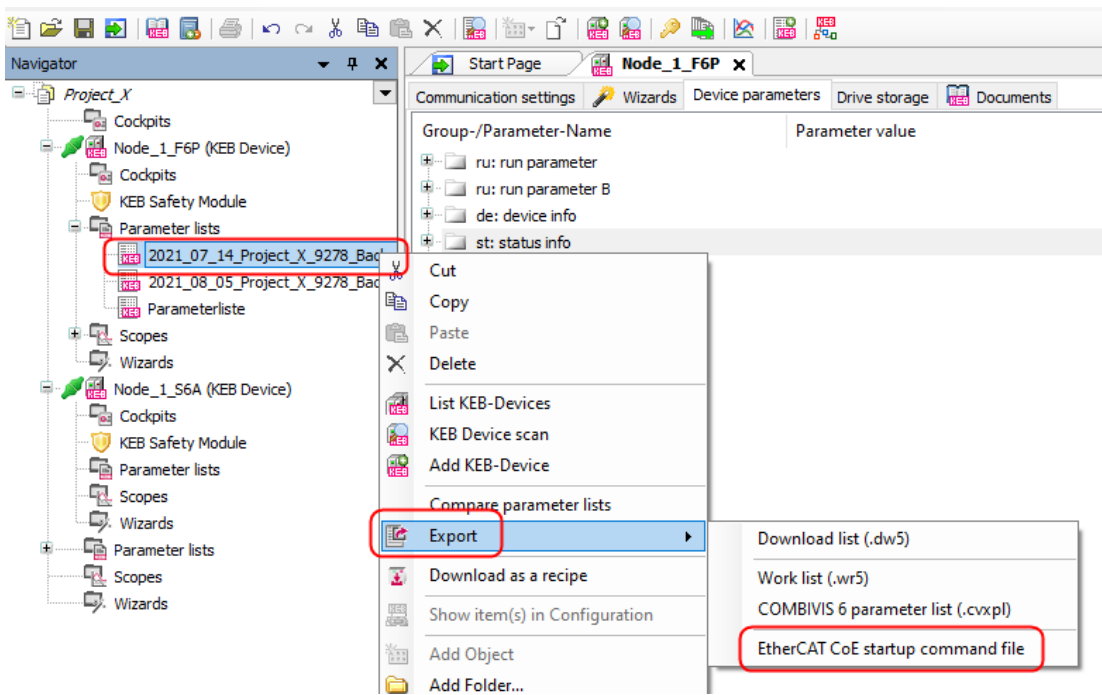 Navigator
Start Page
Node_1_F6P
Project_X
Communication settings
Wizards
Device parameters
Drive storage
Documents
Cockpits
Group-/Parameter-Name
Parameter value
Node_1_F6P (KEB Device)
ru: run parameter
Cockpits
ru: run parameter B
KEB Safety Module
de: device info
Parameter lists
st: status info
2021_07_14_Project_X_9278_Bac
2021_08_05_Project_X_9278_Bac
Parameterliste
Scopes
Wizards
Node_1_S6A (KEB Device)
Cockpits
KEB Safety Module
Parameter lists
Scopes
Wizards
Parameter lists
Scopes
Wizards
Cut
Copy
Paste
Delete
List KEB-Devices
KEB Device scan
Add KEB-Device
Compare parameter lists
Export
Download as a recipe
Show item(s) in Configuration
Add Object
Add Folder...
Download list (.dw5)
Work list (.wr5)
COMBIVIS 6 parameter list (.cvxpl)
EtherCAT CoE startup command file